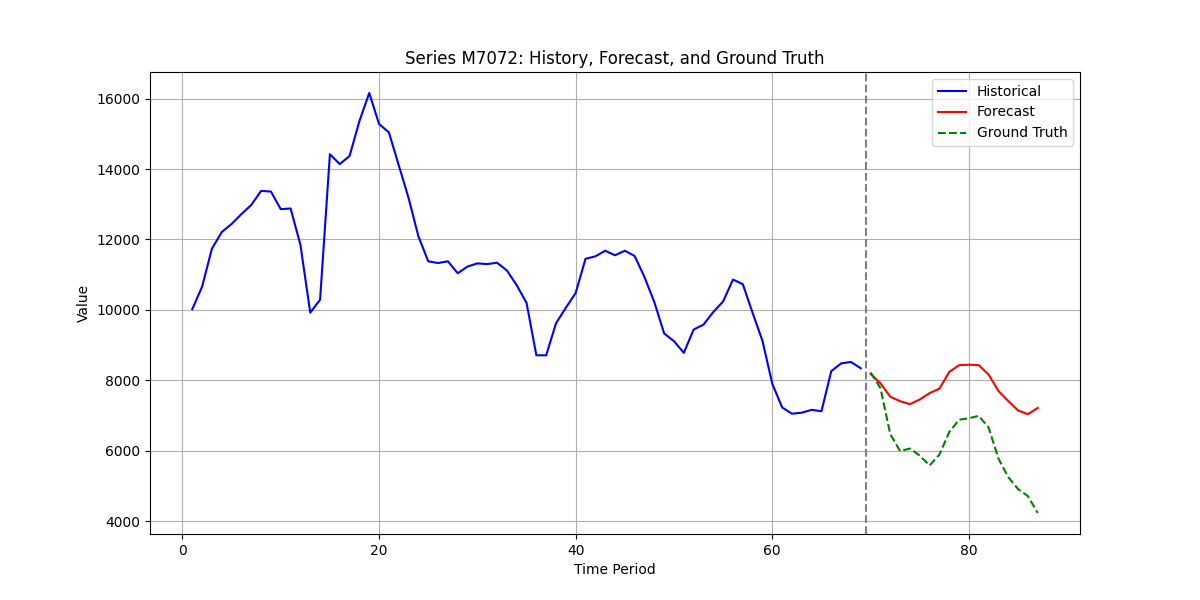 Series M7072: History, Forecast, and Ground Truth
Historical
Forecast
Ground Truth
Value
16000
14000
12000
10000
8000
6000
4000
0
20
40
60
80
Time Period